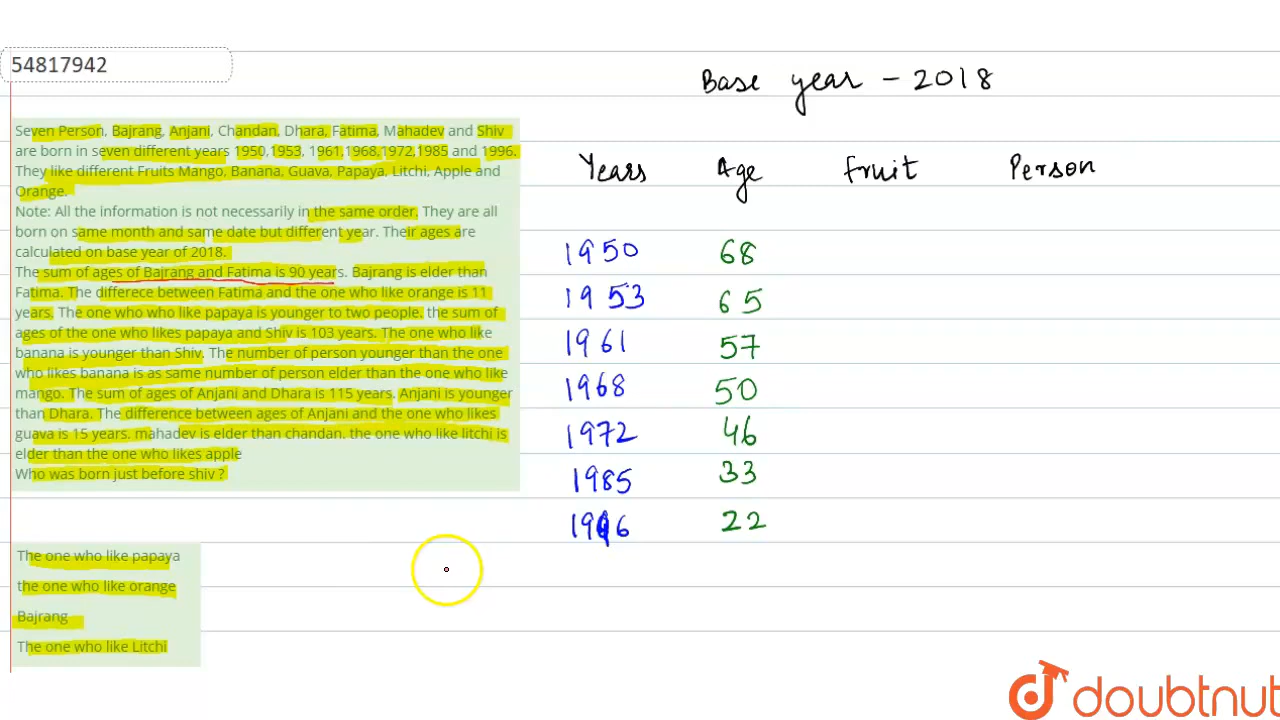 54817942
Base year - 2018
Seven Person, Bajrang, Anjani, Chandan, Dhara, Fatima, Mahadev and Shiv
are born in seven different years 1950,1953, 1961,1968,1972,1985 and 1996.
They like different Fruits Mango, Banana, Guava, Papaya, Litchi, Apple and
Orange.
Note: All the information is not necessarily in the same order. They are all
born on same month and same date but different year. Their ages are
calculated on base year of 2018.
The sum of ages of Bajrang and Fatima is 90 years. Bajrang is elder than
Fatima. The differece between Fatima and the one who like orange is 11
years. The one who who like papaya is younger to two people. the sum of
ages of the one who likes papaya and Shiv is 103 years. The one who like
banana is younger than Shiv. The number of person younger than the one
who likes banana is as same number of person elder than the one who like
mango. The sum of ages of Anjani and Dhara is 115 years. Anjani is younger
than Dhara. The difference between ages of Anjani and the one who likes
guava is 15 years. mahadev is elder than chandan. the one who like litchi is
elder than the one who likes apple
Who was born just before shiv ?
The one who like papaya
the one who like orange
Bajrang
The one who like Litchi
Years Age Fruit Person
1950 68
1953 65
1961 57
1968 50
1972 46
1985 33
1996 22
doubtnut